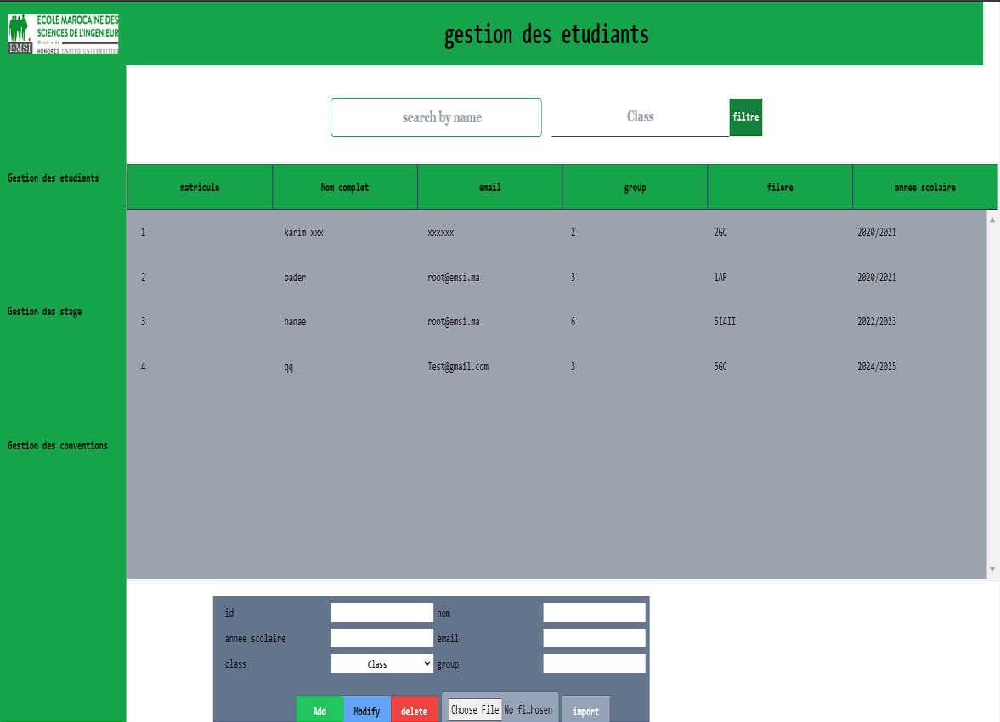 ECOLE MAROCAINE DES
SCIENCES DE L'INGENIEUR
Membre de
EMSI
HONORIS UNITED UNIVERSITIES
gestion des etudiants
search by name
Class
filtre
Gestion des etudiants
Gestion des stage
Gestion des conventions
matricule Nom complet email group filere annee scolaire
1 karim xxx xxxxxx 2 2GC 2020/2021
2 bader root@emsi.ma 3 1AP 2020/2021
3 hanae root@emsi.ma 6 5IAII 2022/2023
4 qq Test@gmail.com 3 5GC 2024/2025
id nom
annee scolaire email
class Class group
Add Modify delete Choose File No fi…hosen import